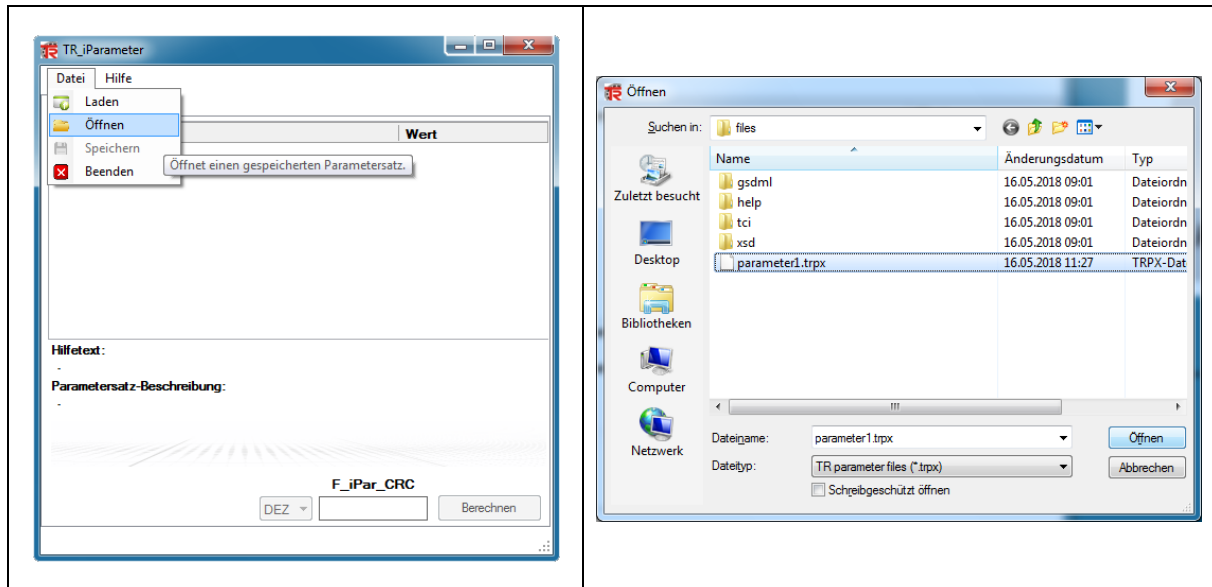 TR_iParameter
Datei Hilfe
Laden
Öffnen
Speichern
Beenden
Wert
Öffnet einen gespeicherten Parametersatz.
Hilfetext:
-
Parametersatz-Beschreibung:
-
F_iPar_CRC
DEZ
Berechnen
Öffnen
Suchen in: files
Name Änderungsdatum Typ
gsdml 16.05.2018 09:01 Dateiordn
help 16.05.2018 09:01 Dateiordn
tci 16.05.2018 09:01 Dateiordn
xsd 16.05.2018 09:01 Dateiordn
parameter1.trpx 16.05.2018 11:27 TRPX-Dat
Zuletzt besucht
Desktop
Bibliotheken
Computer
Netzwerk
Dateiname: parameter1.trpx Öffnen
Dateityp: TR parameter files (*.trpx) Abbrechen
Schreibgeschützt öffnen